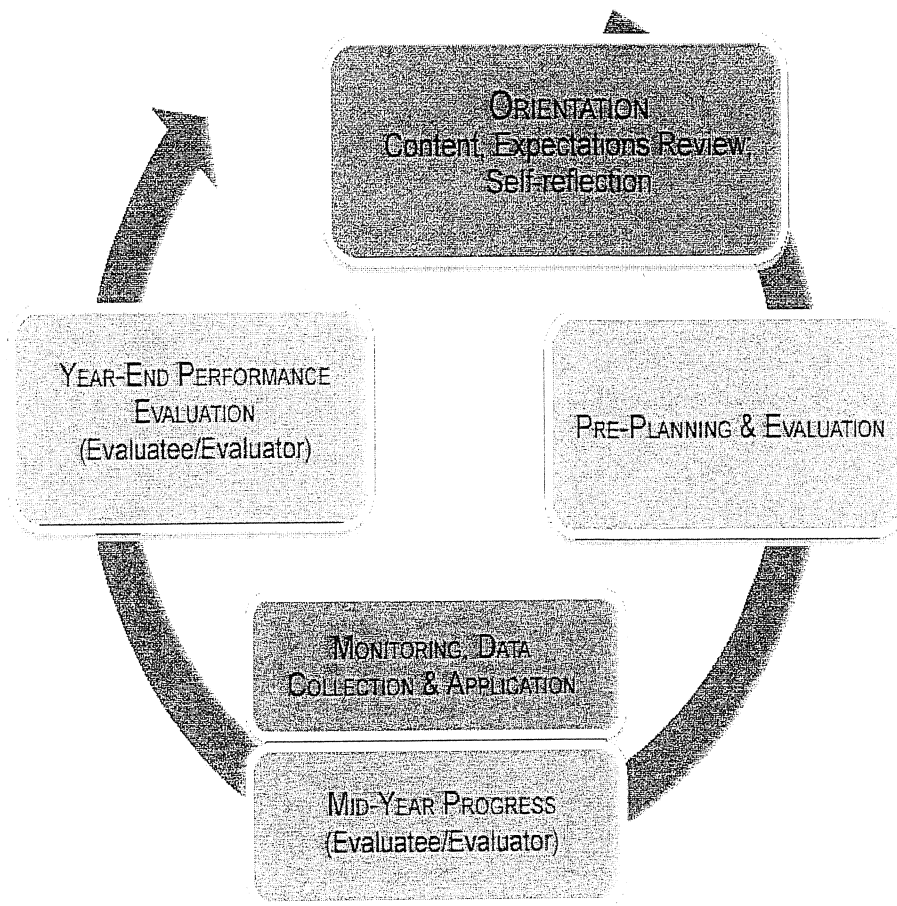 ORIENTATION
Content, Expectations Review,
Self-reflection
PRE-PLANNING & EVALUATION
MONITORING, DATA
COLLECTION & APPLICATION
MID-YEAR PROGRESS
(Evaluatee/Evaluator)
YEAR-END PERFORMANCE
EVALUATION
(Evaluatee/Evaluator)